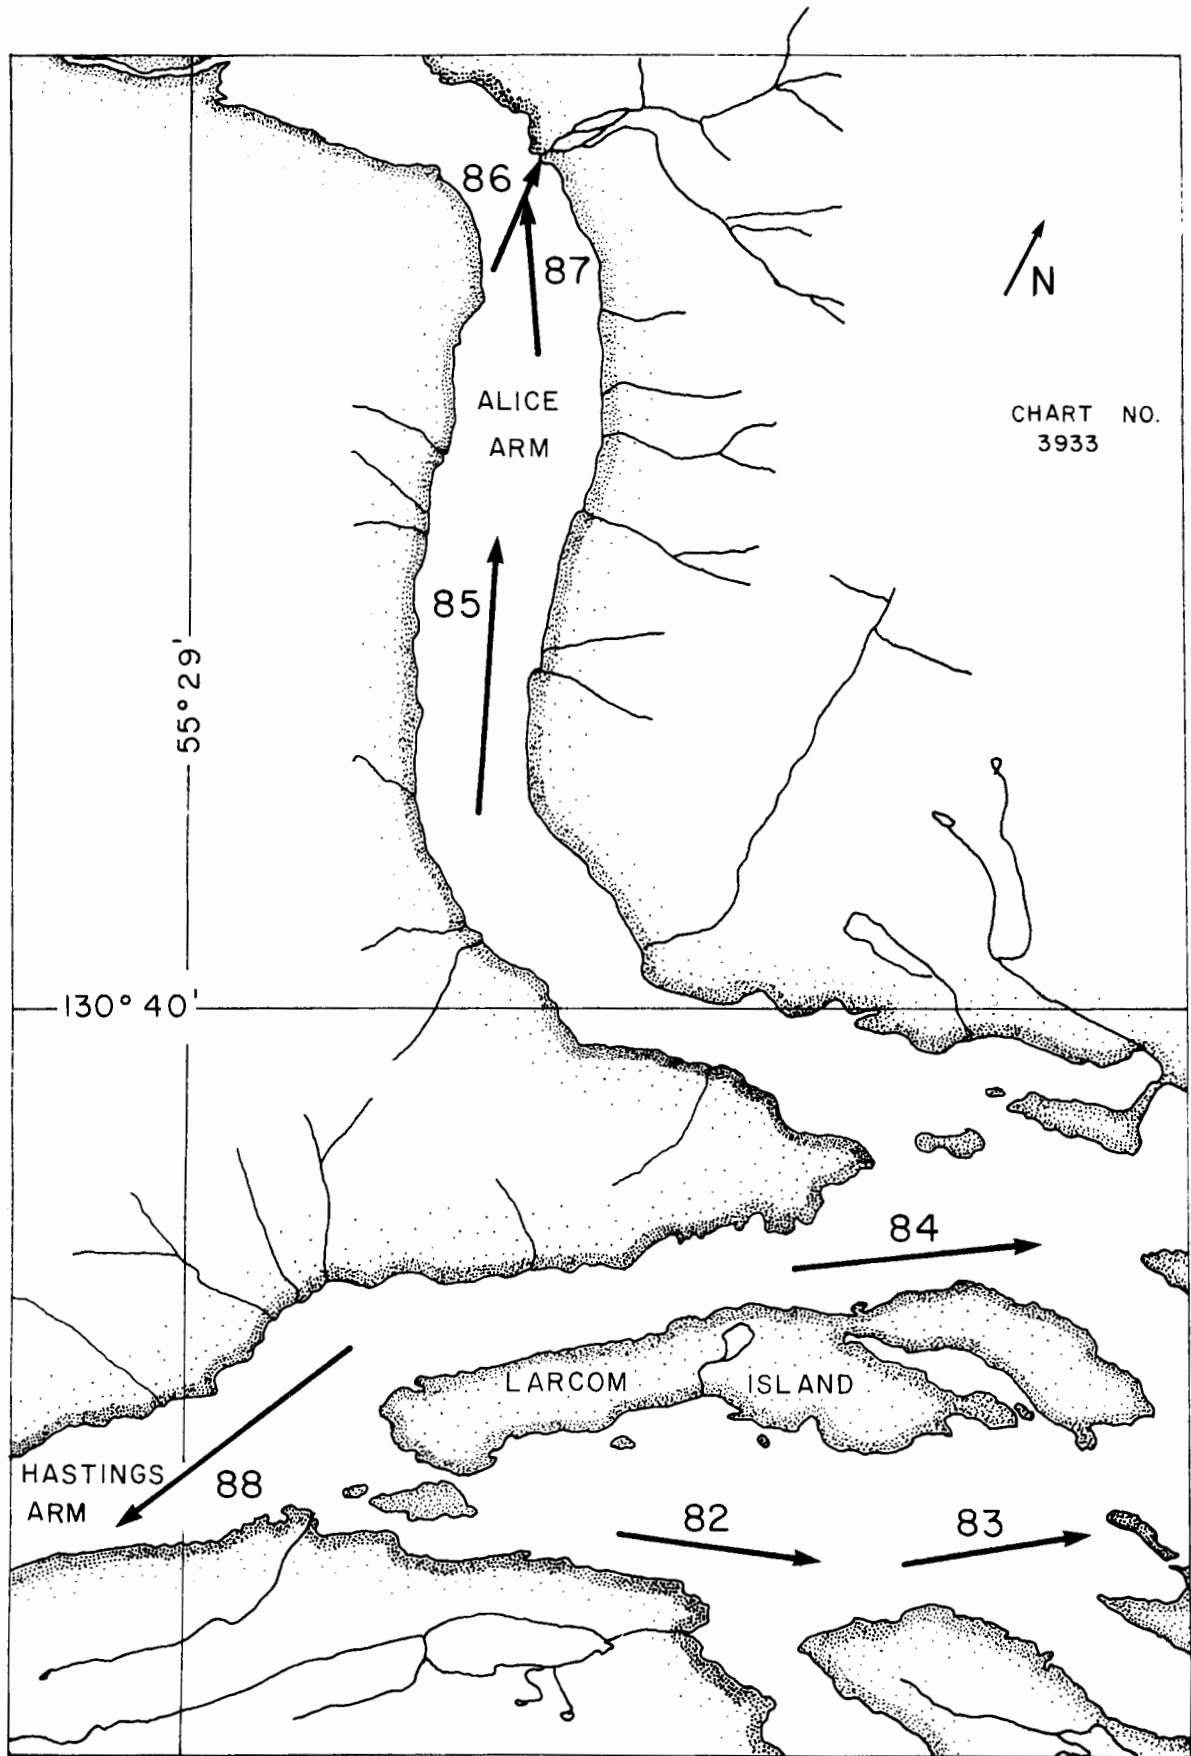 86
87
N
ALICE
ARM
CHART NO.
3933
85
55° 29'
130° 40'
84
LARCOM ISLAND
HASTINGS
ARM
88
82
83